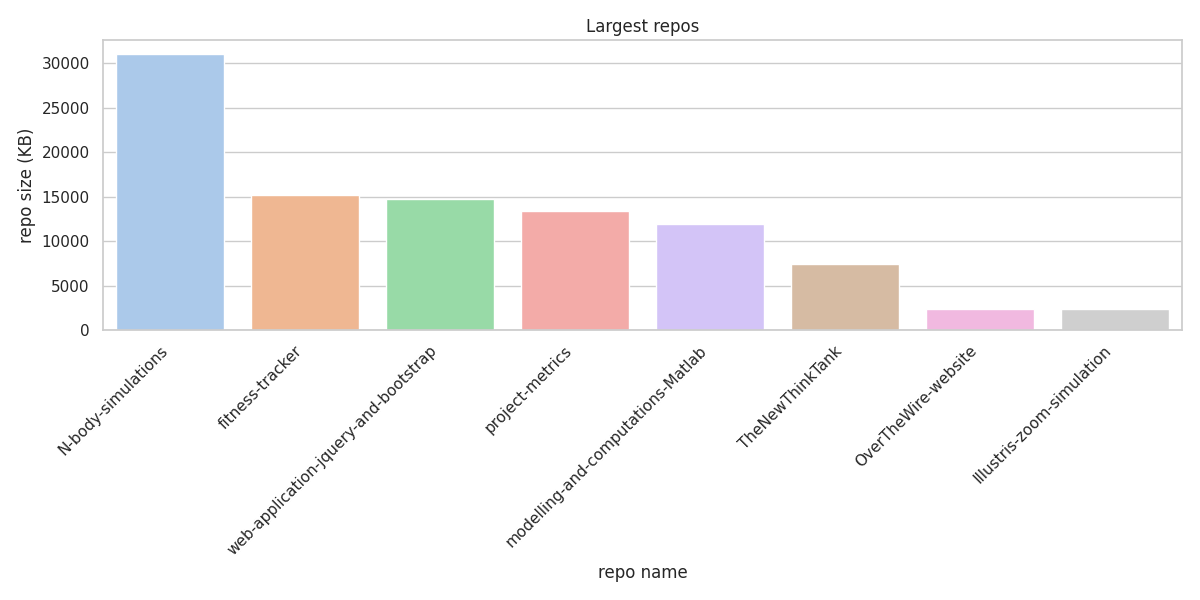 Largest repos
repo size (KB)
30000
25000
20000
15000
10000
5000
0
N-body-simulations
fitness-tracker
web-application-jquery-and-bootstrap
project-metrics
modelling-and-computations-Matlab
TheNewThinkTank
OverTheWire-website
Illustris-zoom-simulation
repo name